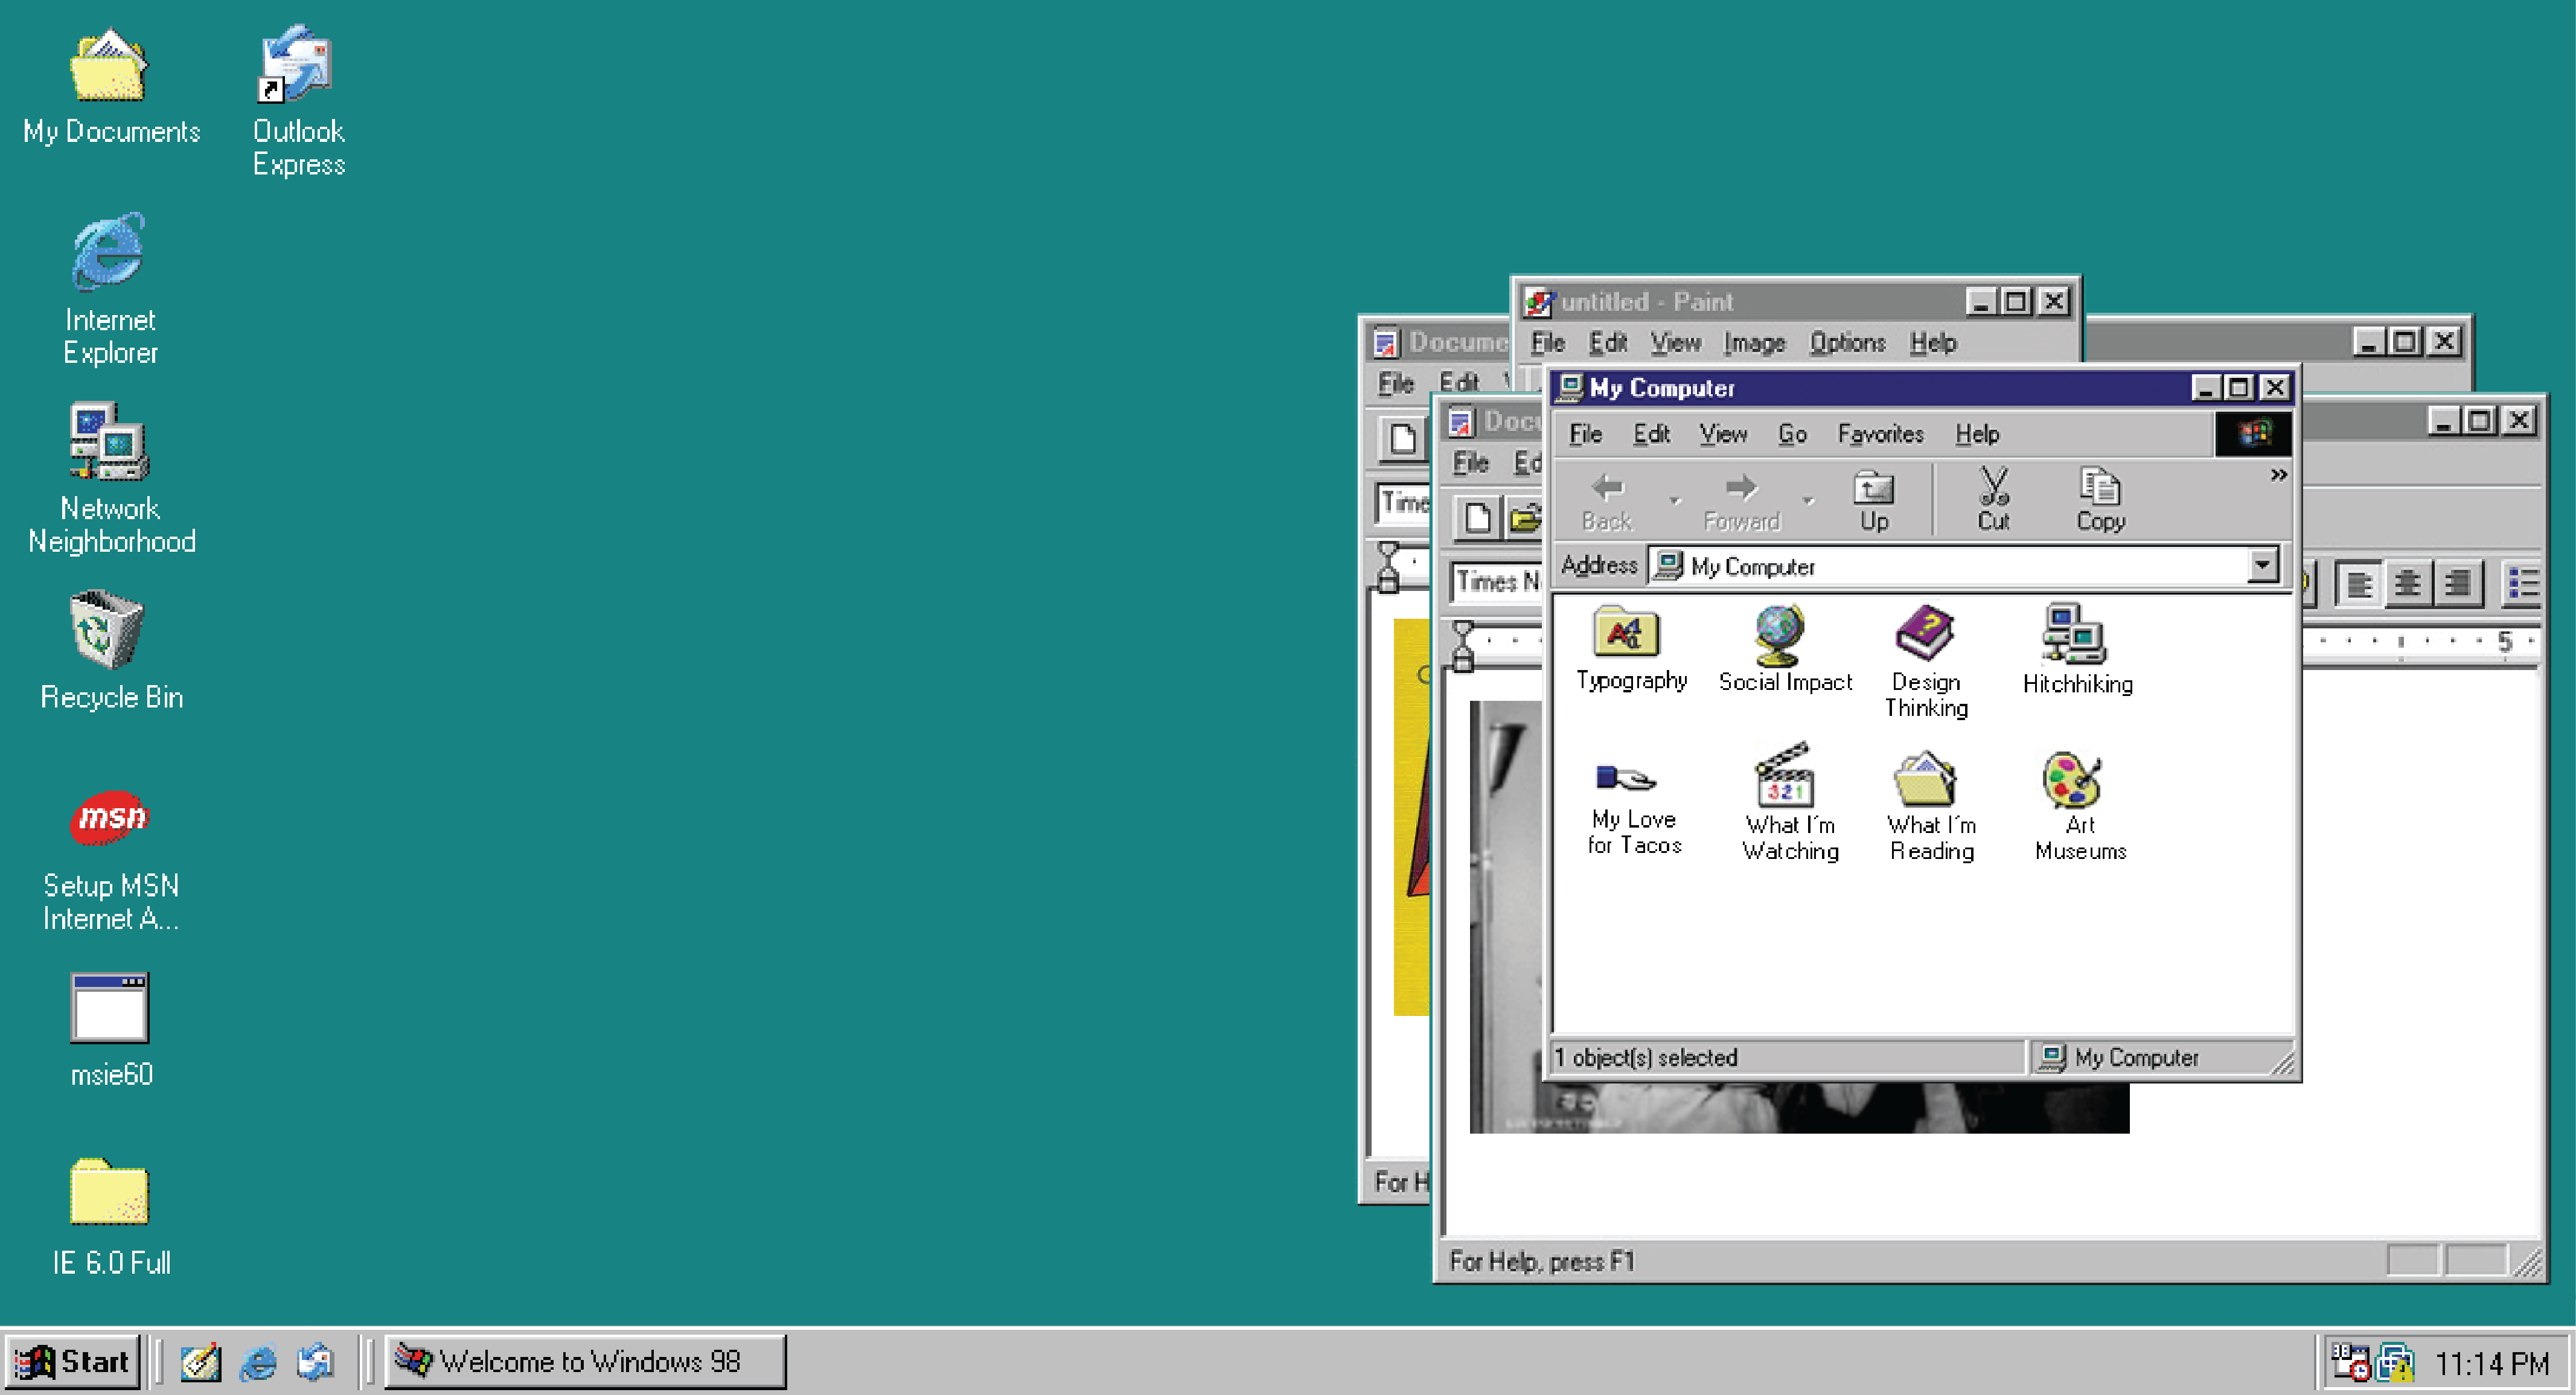 My Documents
Outlook
Express
Internet
Explorer
Network
Neighborhood
Recycle Bin
msn
Setup MSN
Internet A...
msie60
IE 6.0 Full
untitled - Paint
File Edit View Image Options Help
Docume
File Edit
Time
For H
Docu
File Ed
Times N
5
For Help, press F1
My Computer
File Edit View Go Favorites Help
Back Forward Up Cut Copy
Address My Computer
Typography Social Impact Design
Thinking Hitchhiking
321
My Love
for Tacos
What I'm
Watching
What I'm
Reading
Art
Museums
1 object(s) selected My Computer
Start Welcome to Windows 98 11:14 PM